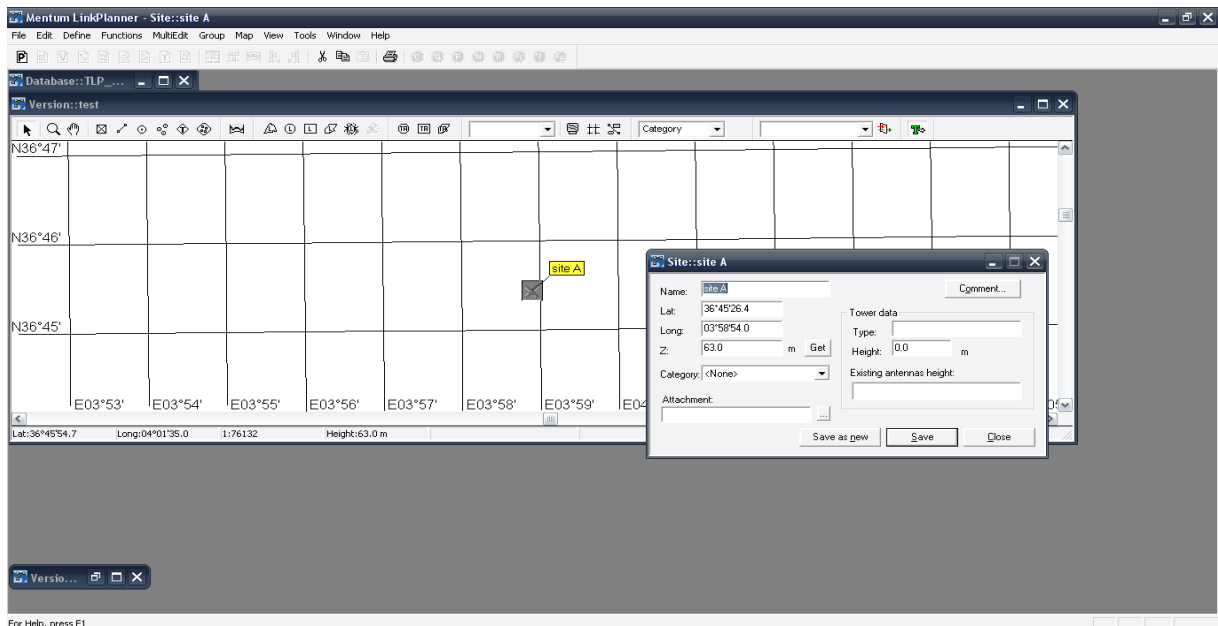 Mentum LinkPlanner - Site::site A
File Edit Define Functions MultiEdit Group Map View Tools Window Help
Database::TLP_...
Version::test
Category
N36°47'
N36°46'
site A
N36°45'
E03°53' E03°54' E03°55' E03°56' E03°57' E03°58' E03°59' E04
Lat:36°45'54.7 Long:04°01'35.0 1:76132 Height:63.0 m
Site::site A
Name: site A
Comment...
Lat: 36°45'26.4
Long: 03°58'54.0
Z: 63.0 m Get
Category: <None>
Attachment:
...
Tower data
Type:
Height: 0.0 m
Existing antennas height:
Save as new Save Close
Versio...
For Help, press F1